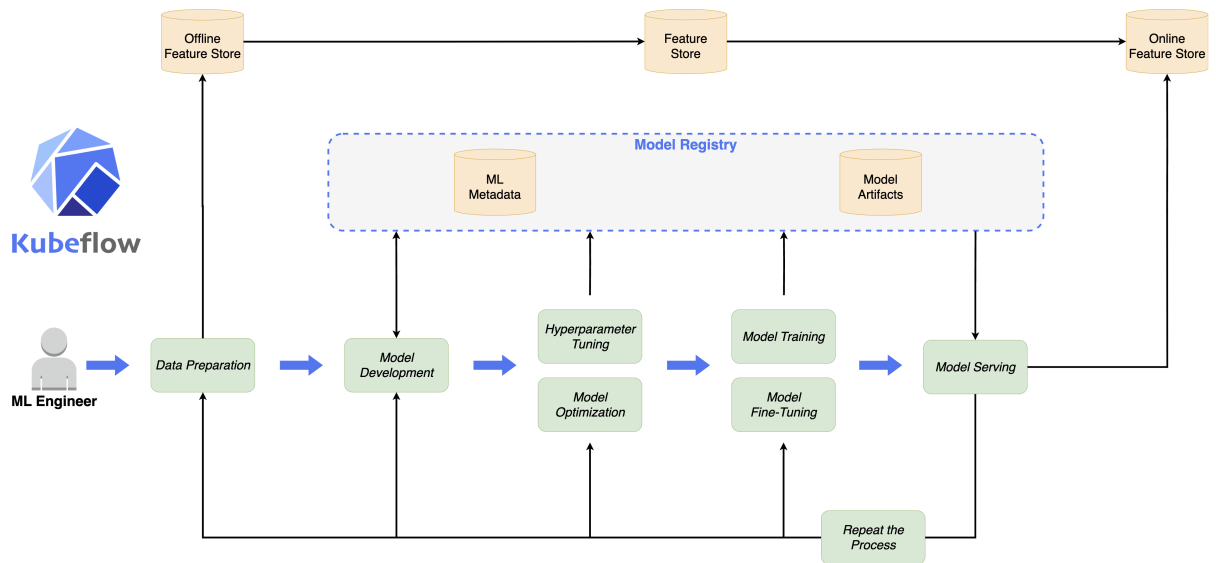 Offline
Feature Store
Feature
Store
Online
Feature Store
Model Registry
ML
Metadata
Model
Artifacts
Kubeflow
ML Engineer
Data Preparation
Model
Development
Hyperparameter
Tuning
Model
Optimization
Model Training
Model
Fine-Tuning
Model Serving
Repeat the
Process